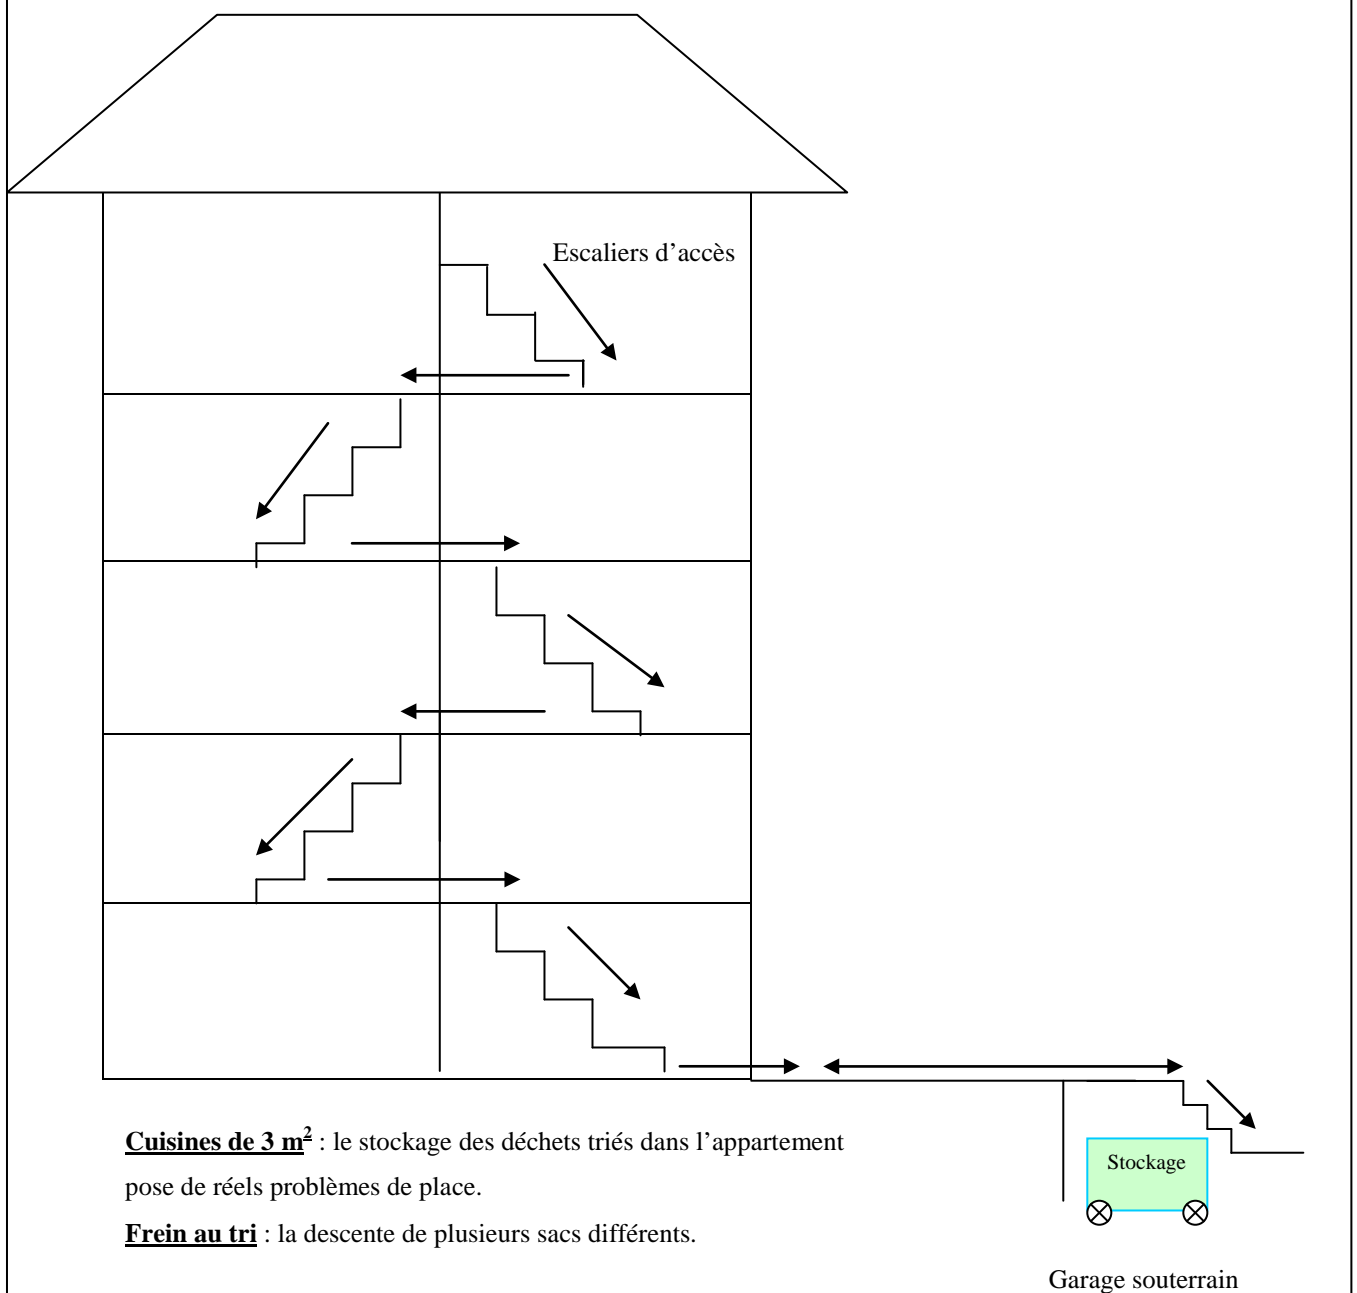 Escaliers d’accès
Cuisines de 3 m² : le stockage des déchets triés dans l’appartement
pose de réels problèmes de place.
Frein au tri : la descente de plusieurs sacs différents.
Stockage
Garage souterrain